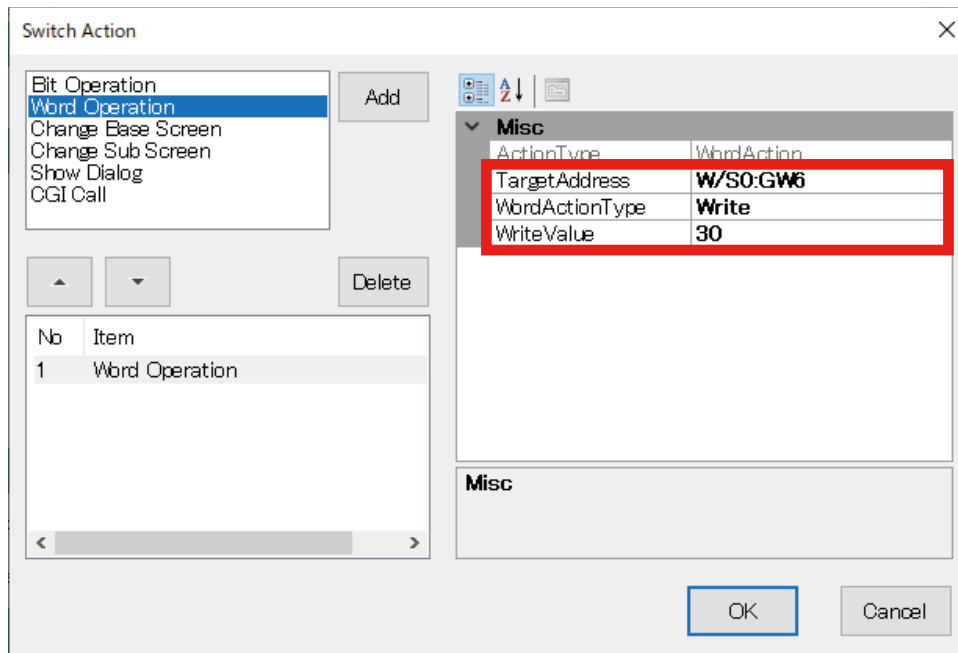 Switch Action
Bit Operation
Word Operation
Change Base Screen
Change Sub Screen
Show Dialog
CGI Call
Add
Delete
No Item
1 Word Operation
Misc
ActionType WordAction
TargetAddress W/S0:GW6
WordActionType Write
WriteValue 30
Misc
OK Cancel